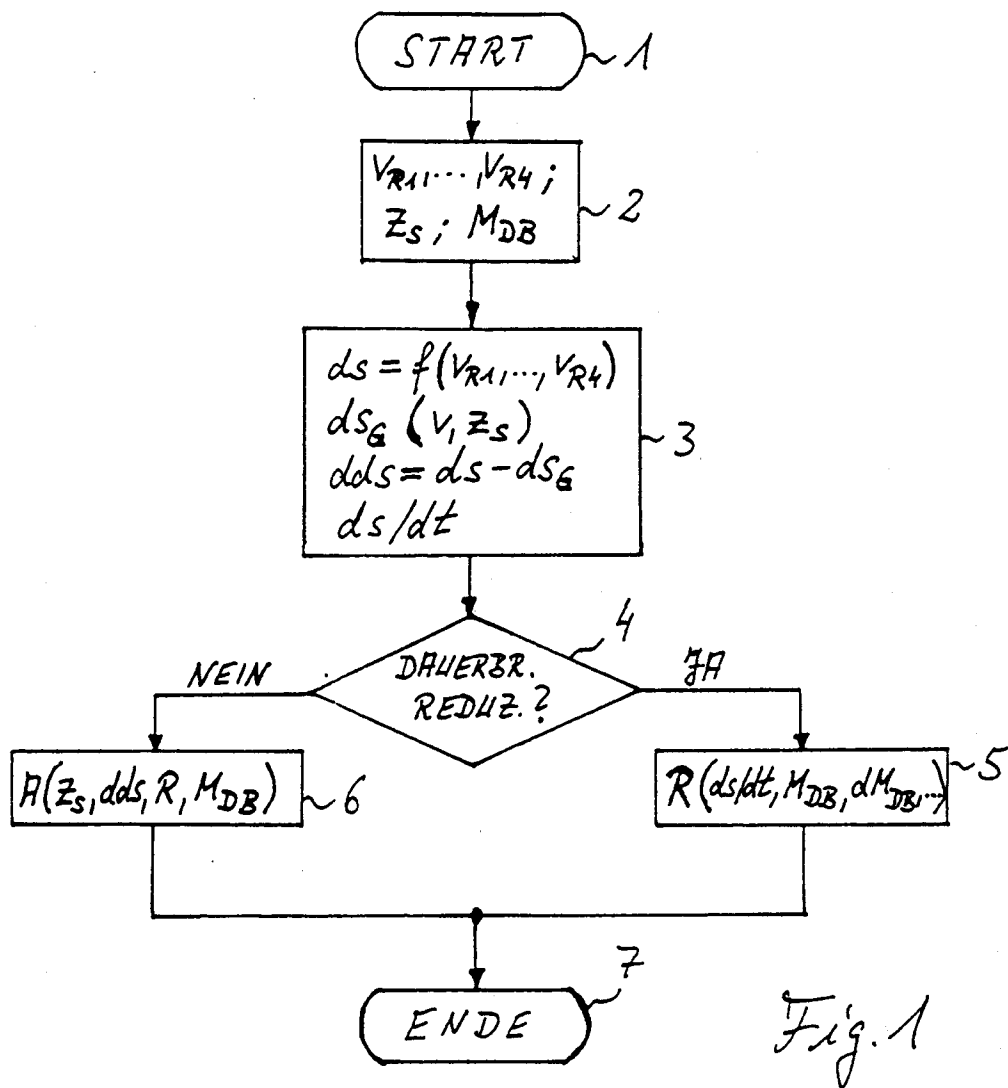 START
1
V_R1, ..., V_R4 ;
Z_S ; M_DB
2
ds = f(V_R1, ..., V_R4)
ds_G (V, Z_S)
dds = ds - ds_G
ds/dt
3
4
DAUERBR.
REDUZ.?
NEIN
JA
A(Z_S, dds, R, M_DB)
6
R(ds/dt, M_DB, dM_DB, ...)
5
7
ENDE
Fig. 1